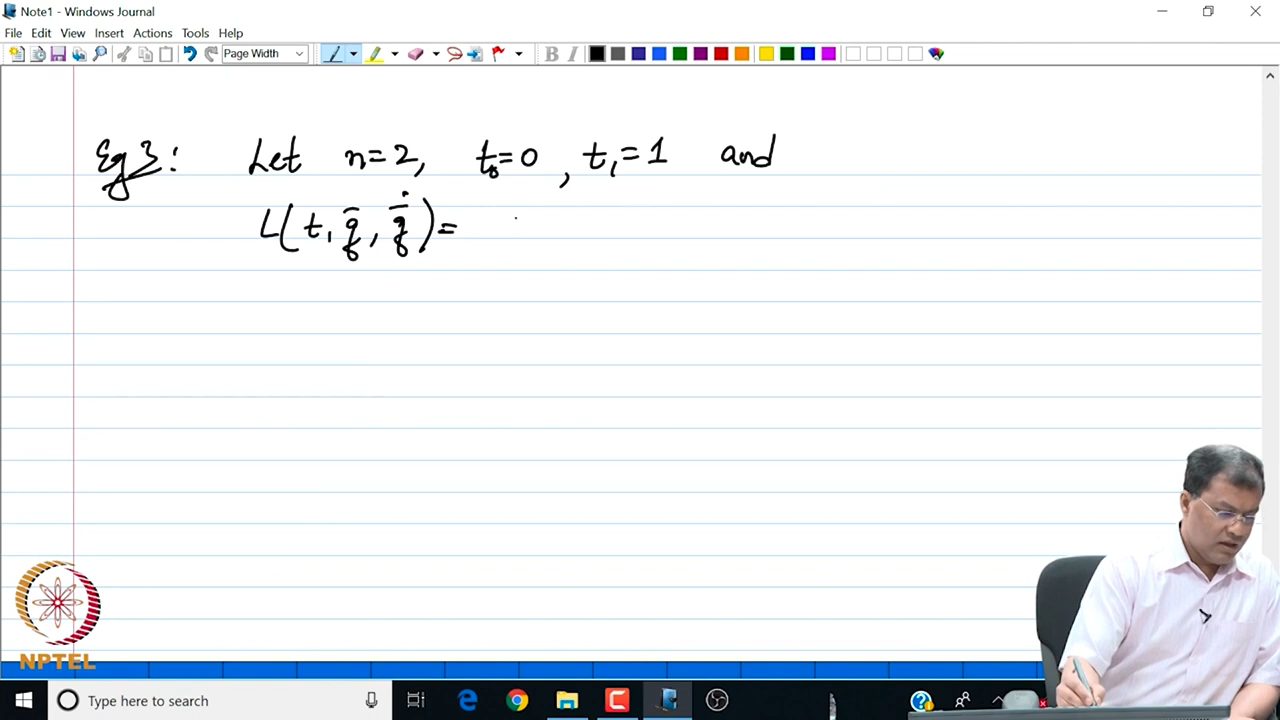 Note1 - Windows Journal
File Edit View Insert Actions Tools Help
Page Width
B I
Eg 3: Let n=2, t₀=0, t₁=1 and
L(t, q̄, q̄̇)=
NPTEL
Type here to search